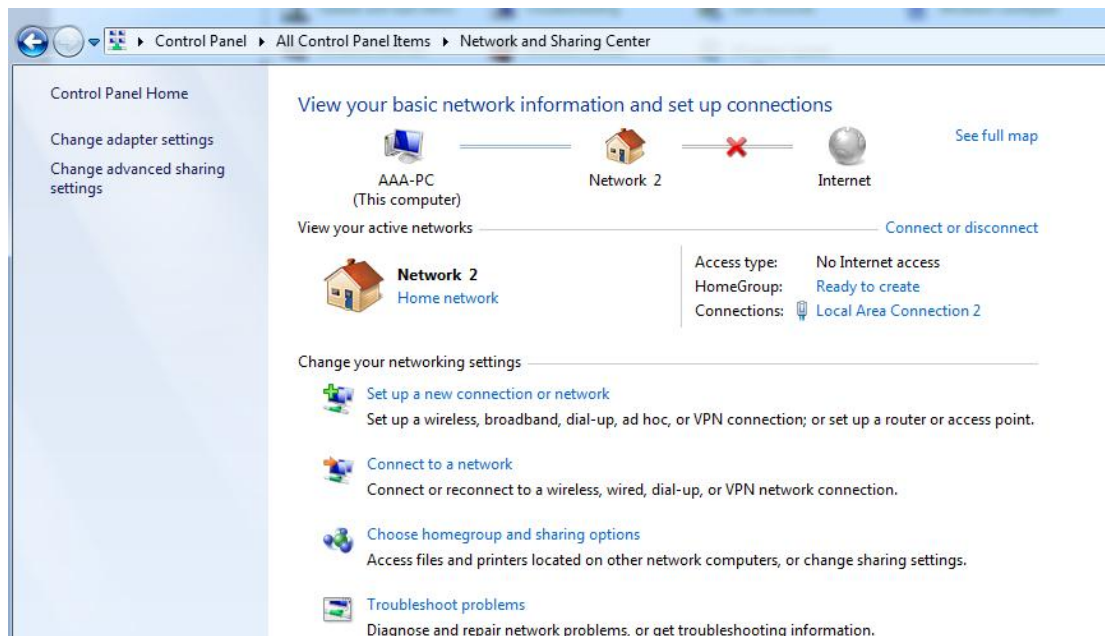 Control Panel ▸ All Control Panel Items ▸ Network and Sharing Center
Control Panel Home
Change adapter settings
Change advanced sharing
settings
View your basic network information and set up connections
See full map
AAA-PC
(This computer)
Network 2
Internet
View your active networks
Connect or disconnect
Network 2
Home network
Access type: No Internet access
HomeGroup: Ready to create
Connections: Local Area Connection 2
Change your networking settings
Set up a new connection or network
Set up a wireless, broadband, dial-up, ad hoc, or VPN connection; or set up a router or access point.
Connect to a network
Connect or reconnect to a wireless, wired, dial-up, or VPN network connection.
Choose homegroup and sharing options
Access files and printers located on other network computers, or change sharing settings.
Troubleshoot problems
Diagnose and repair network problems, or get troubleshooting information.